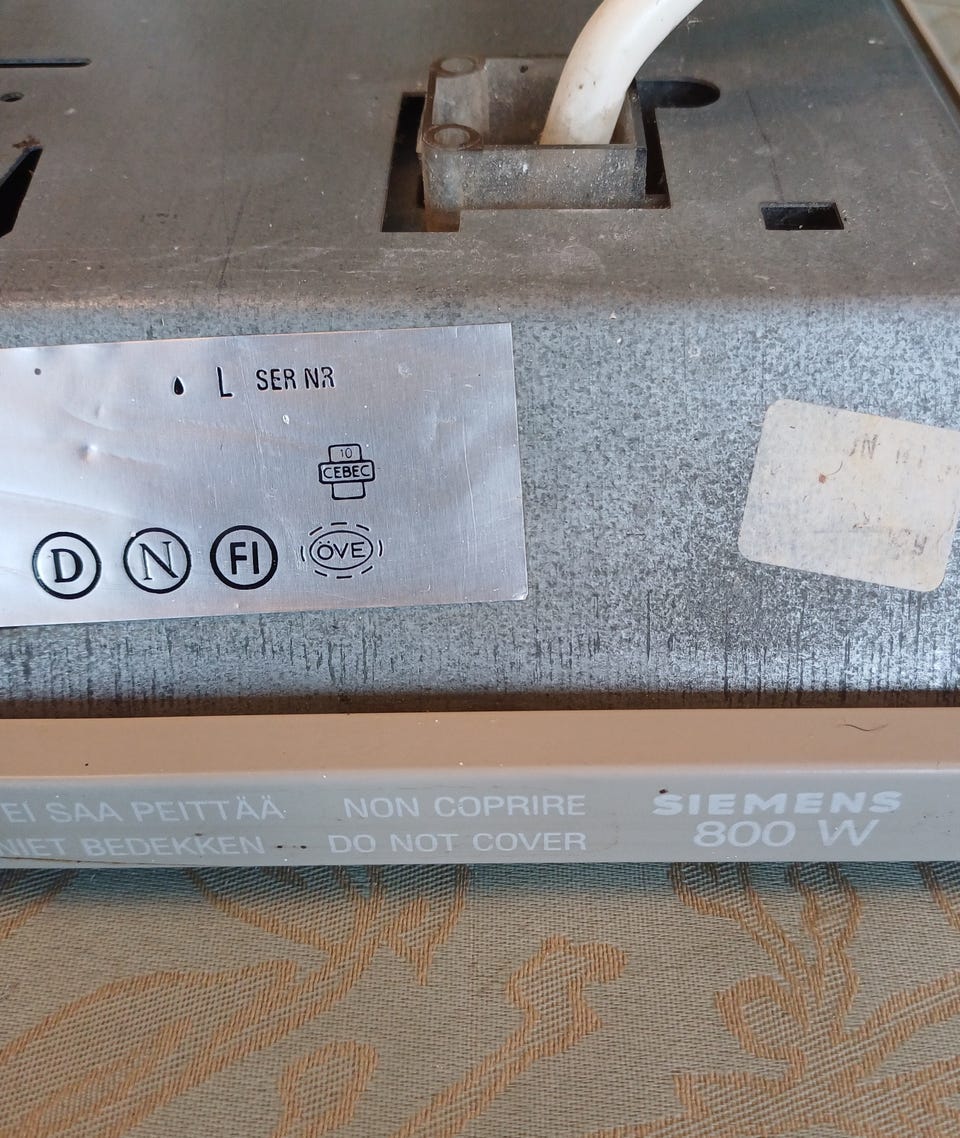 L SER NR
10
CEBEC
D N FI ÖVE
EI SAA PEITTÄÄ NON COPRIRE SIEMENS
NIET BEDEKKEN DO NOT COVER 800 W